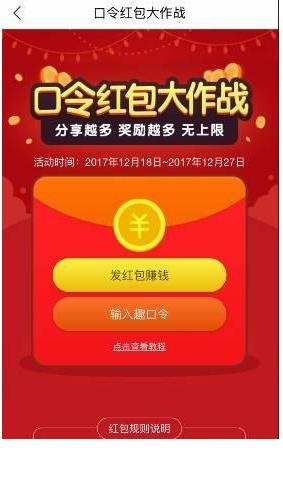 口令红包大作战
口令红包大作战
分享越多 奖励越多 无上限
活动时间：2017年12月18日~2017年12月27日
¥
发红包赚钱
输入趣口令
点击查看教程
红包规则说明